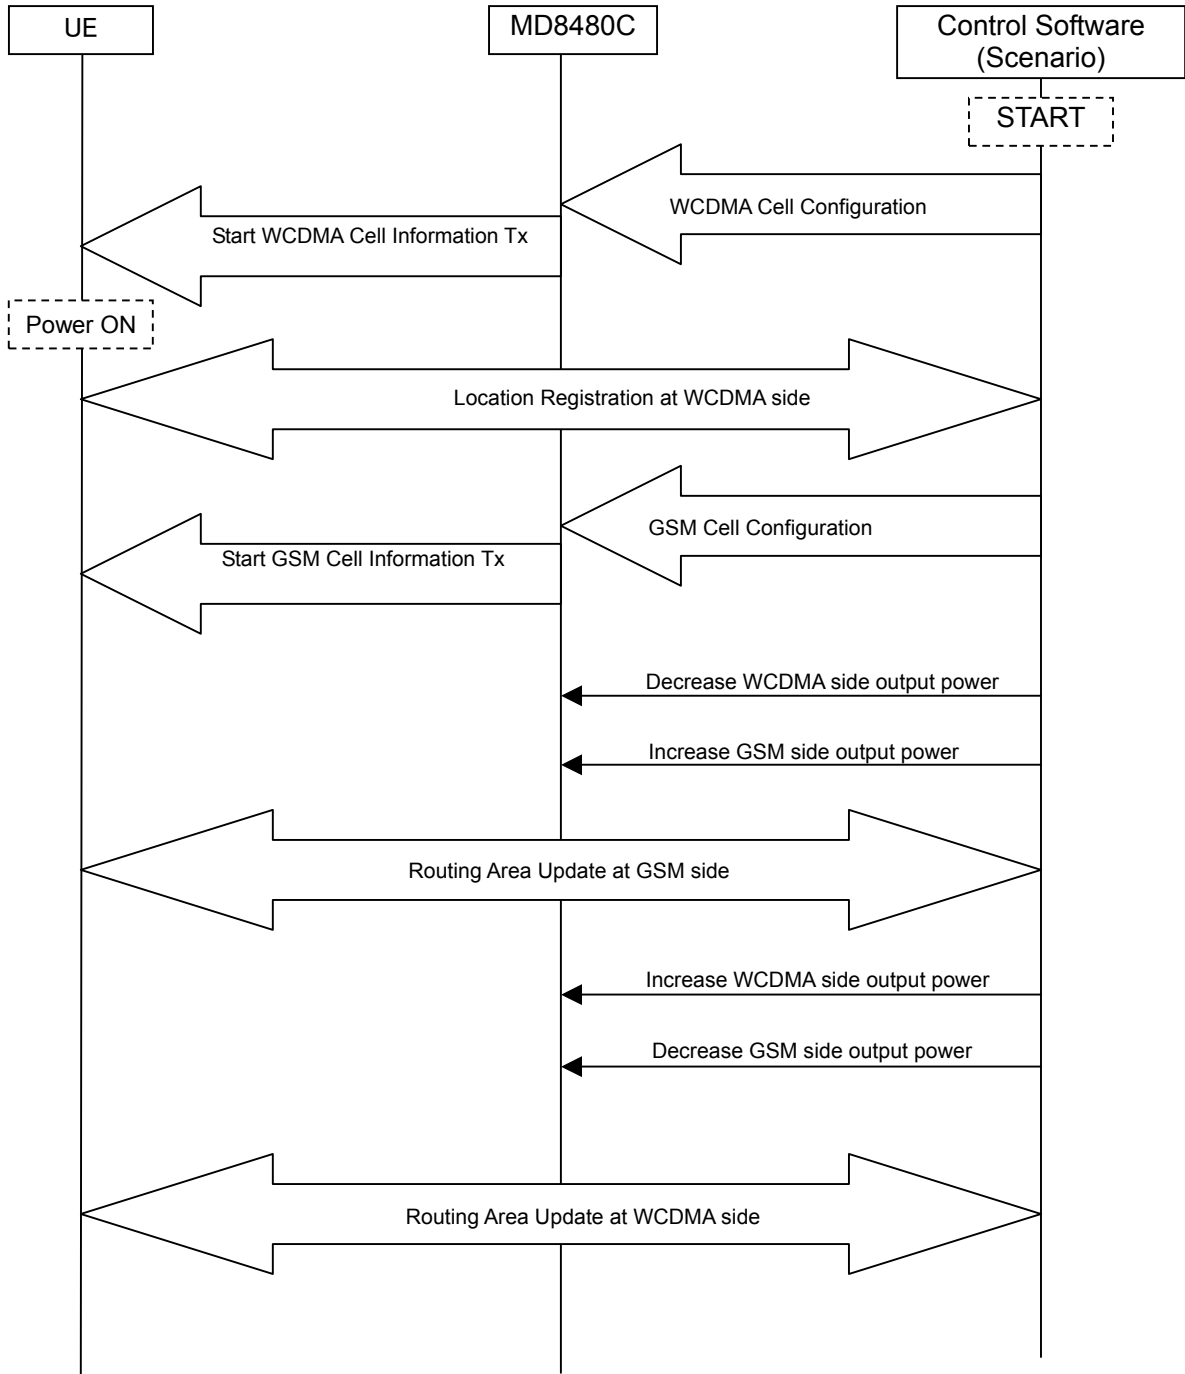 UE
MD8480C
Control Software
(Scenario)
START
WCDMA Cell Configuration
Start WCDMA Cell Information Tx
Power ON
Location Registration at WCDMA side
GSM Cell Configuration
Start GSM Cell Information Tx
Decrease WCDMA side output power
Increase GSM side output power
Routing Area Update at GSM side
Increase WCDMA side output power
Decrease GSM side output power
Routing Area Update at WCDMA side